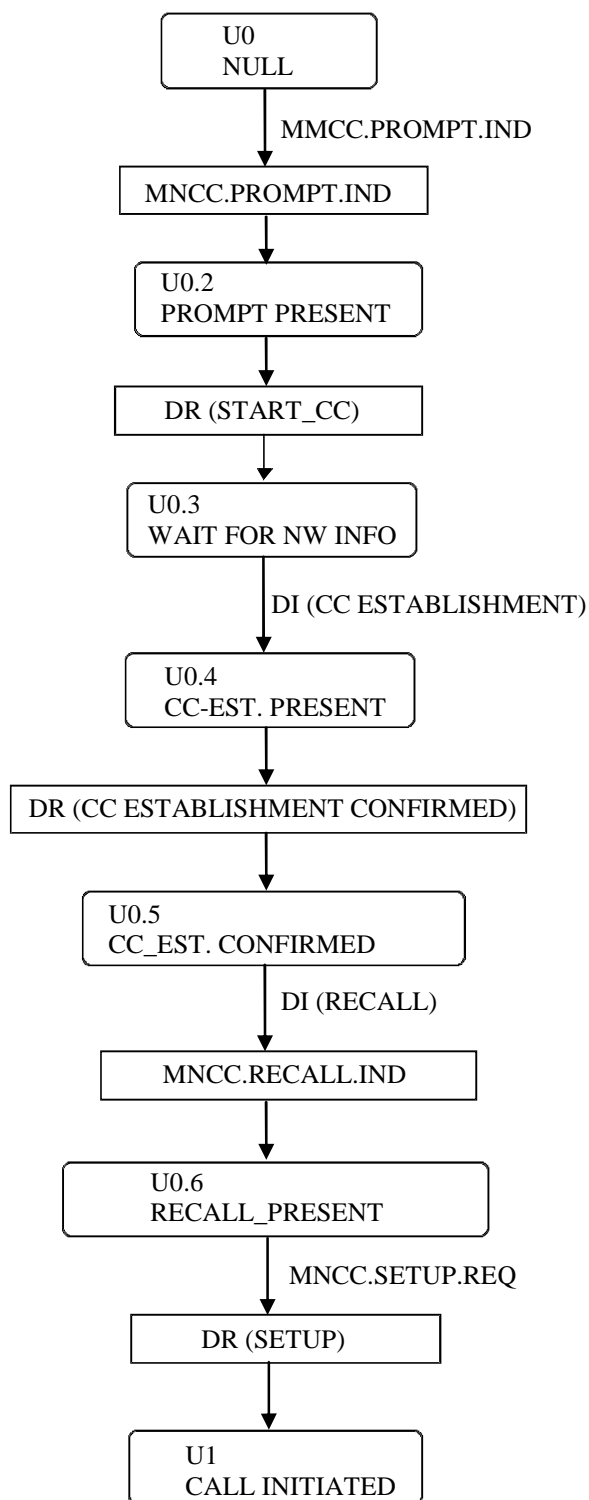 U0
NULL
MMCC.PROMPT.IND
MNCC.PROMPT.IND
U0.2
PROMPT PRESENT
DR (START_CC)
U0.3
WAIT FOR NW INFO
DI (CC ESTABLISHMENT)
U0.4
CC-EST. PRESENT
DR (CC ESTABLISHMENT CONFIRMED)
U0.5
CC_EST. CONFIRMED
DI (RECALL)
MNCC.RECALL.IND
U0.6
RECALL_PRESENT
MNCC.SETUP.REQ
DR (SETUP)
U1
CALL INITIATED